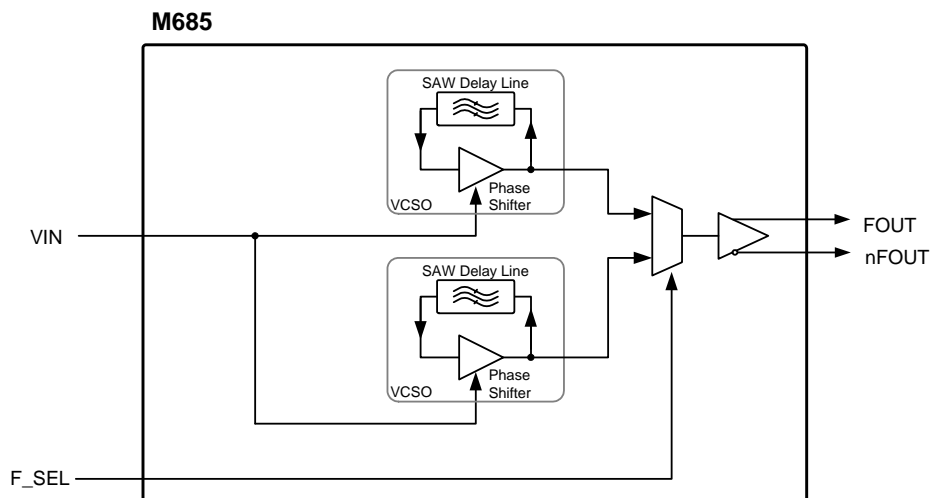 M685
SAW Delay Line
Phase
Shifter
VCSO
VIN
FOUT
nFOUT
SAW Delay Line
Phase
Shifter
VCSO
F_SEL